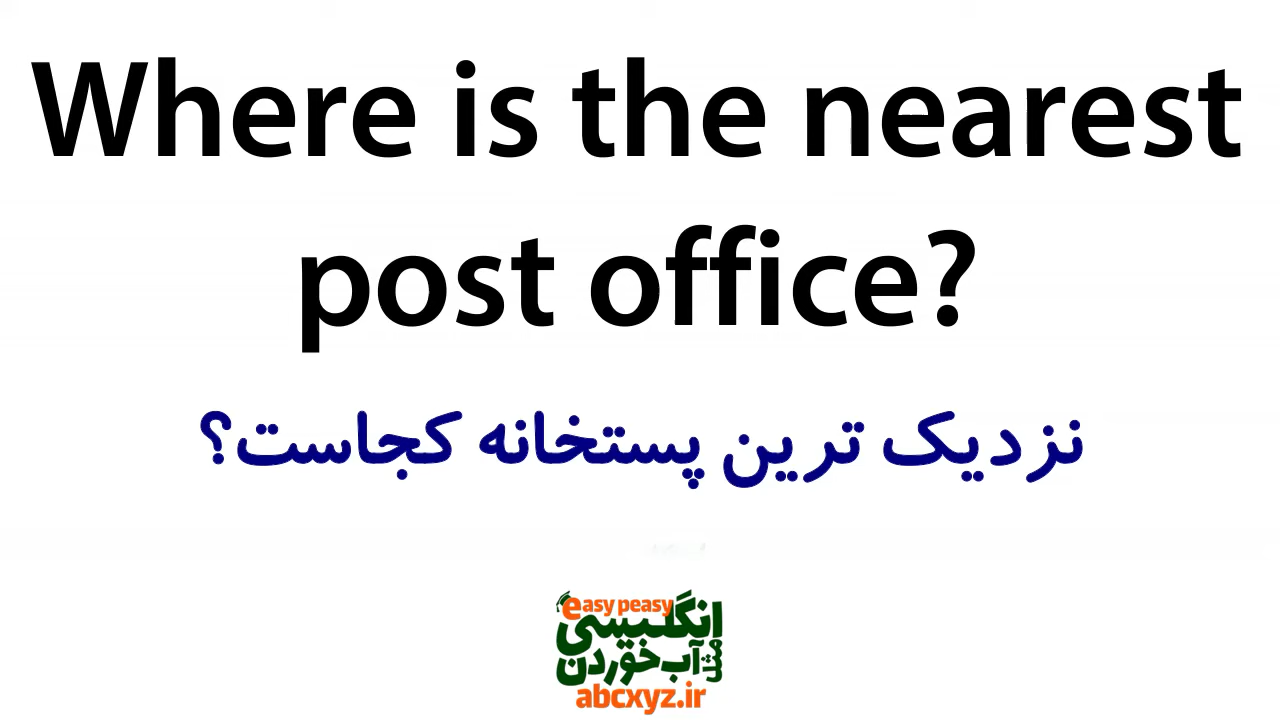 Where is the nearest
post office?
نزدیک ترین پستخانه کجاست؟
easy peasy
انگلیسی
مثل آب خوردن
abcxyz.ir